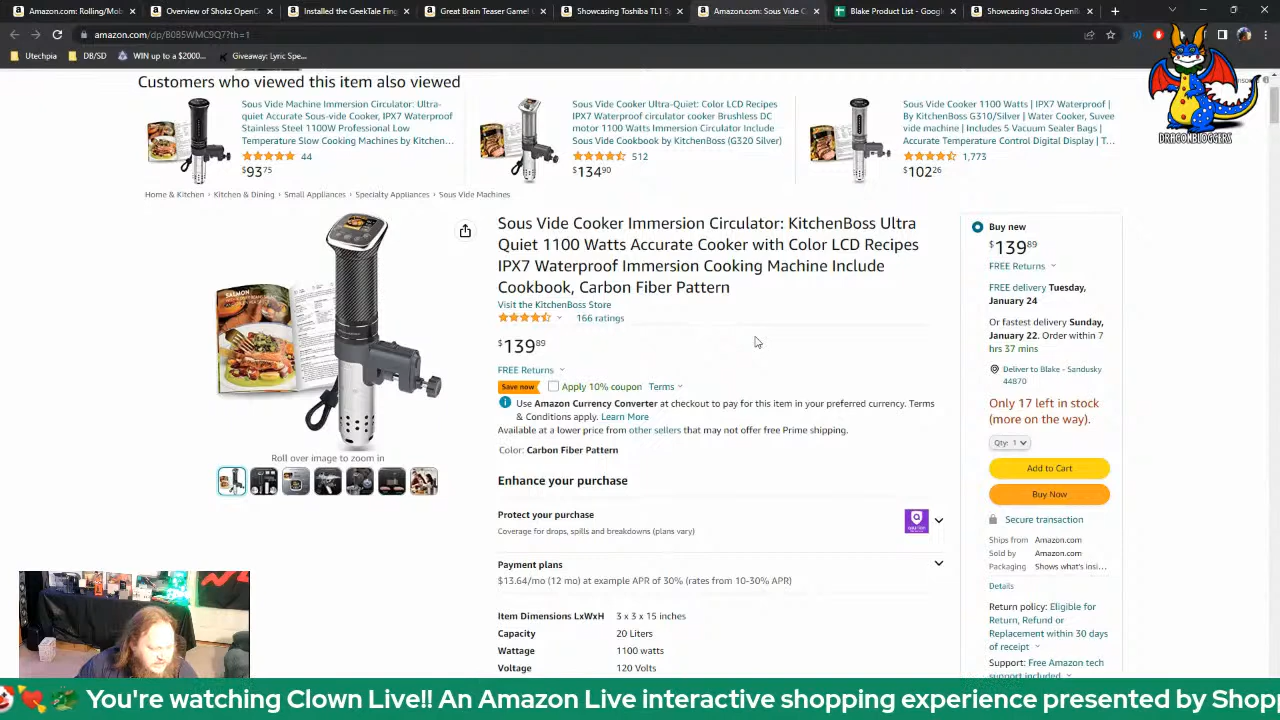 Amazon.com: Rolling/Mob
Overview of Shokz OpenC
Installed the GeekTale Fing
Great Brain Teaser Game!
Showcasing Toshiba TL1 S
Amazon.com: Sous Vide C
Blake Product List - Google
Showcasing Shokz OpenR
amazon.com/dp/B085WMC9Q7?th=1
Utechpia
DB/SD
WIN up to a $2000...
Giveaway: Lyric Spe...
DRAGONBLOGGERS
Customers who viewed this item also viewed
Sous Vide Machine Immersion Circulator: Ultra-
quiet Accurate Sous-vide Cooker, IPX7 Waterproof
Stainless Steel 1100W Professional Low
Temperature Slow Cooking Machines by Kitchen...
44
$93.75
Sous Vide Cooker Ultra-Quiet: Color LCD Recipes
IPX7 Waterproof circulator cooker Brushless DC
motor 1100 Watts Immersion Circulator Include
Sous Vide Cookbook by KitchenBoss (G320 Silver)
512
$134.90
Sous Vide Cooker 1100 Watts | IPX7 Waterproof |
By KitchenBoss G310/Silver | Water Cooker, Suvee
vide machine | Includes 5 Vacuum Sealer Bags |
Accurate Temperature Control Digital Display | T...
1,773
$102.26
Home & Kitchen › Kitchen & Dining › Small Appliances › Specialty Appliances › Sous Vide Machines
SALMON
Roll over image to zoom in
Sous Vide Cooker Immersion Circulator: KitchenBoss Ultra
Quiet 1100 Watts Accurate Cooker with Color LCD Recipes
IPX7 Waterproof Immersion Cooking Machine Include
Cookbook, Carbon Fiber Pattern
Visit the KitchenBoss Store
166 ratings
$139.89
FREE Returns
Save now Apply 10% coupon Terms
Use Amazon Currency Converter at checkout to pay for this item in your preferred currency. Terms
& Conditions apply. Learn More
Available at a lower price from other sellers that may not offer free Prime shipping.
Color: Carbon Fiber Pattern
Enhance your purchase
Protect your purchase
Coverage for drops, spills and breakdowns (plans vary)
Payment plans
$13.64/mo (12 mo) at example APR of 30% (rates from 10-30% APR)
Item Dimensions LxWxH 3 x 3 x 15 inches
Capacity 20 Liters
Wattage 1100 watts
Voltage 120 Volts
Buy new
$139.89
FREE Returns
FREE delivery Tuesday,
January 24
Or fastest delivery Sunday,
January 22. Order within 7
hrs 37 mins
Deliver to Blake - Sandusky
44870
Only 17 left in stock
(more on the way).
Qty: 1
Add to Cart
Buy Now
Secure transaction
Ships from Amazon.com
Sold by Amazon.com
Packaging Shows what's insi...
Details
Return policy: Eligible for
Return, Refund or
Replacement within 30 days
of receipt
Support: Free Amazon tech
support included
You're watching Clown Live!! An Amazon Live interactive shopping experience presented by Shop